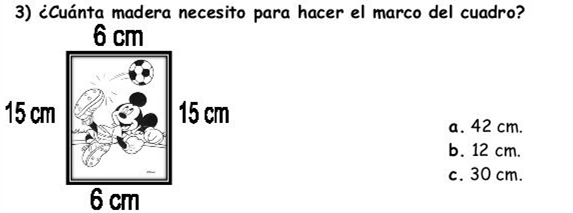 3) ¿Cuánta madera necesito para hacer el marco del cuadro?
6 cm
15 cm
15 cm
6 cm
a. 42 cm.
b. 12 cm.
c. 30 cm.